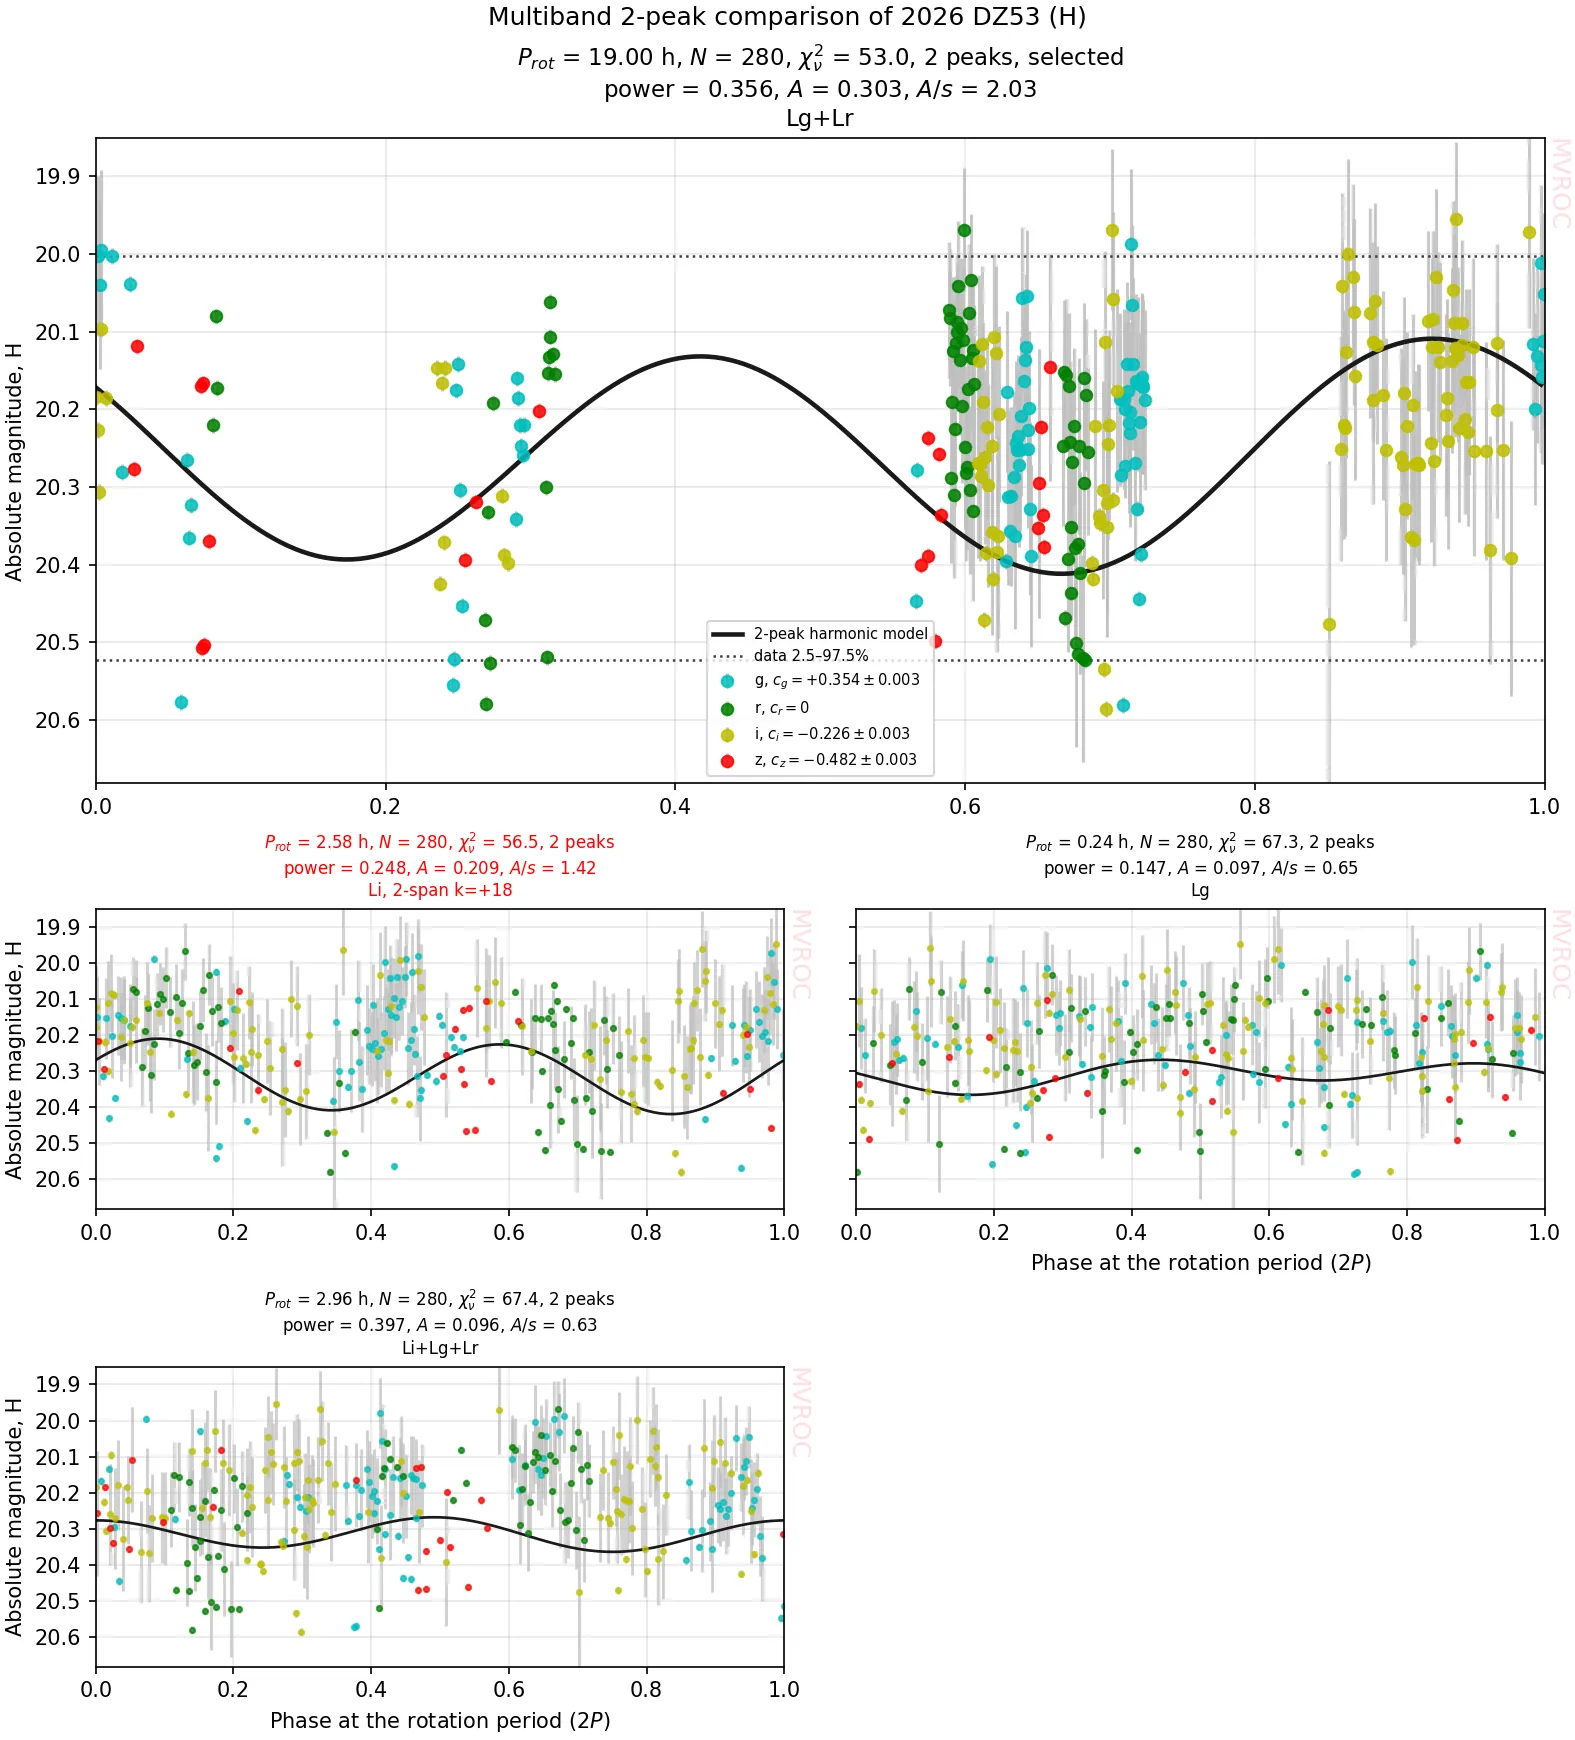 Multiband 2-peak comparison of 2026 DZ53 (H)
P_rot = 19.00 h, N = 280, χ²_ν = 53.0, 2 peaks, selected
power = 0.356, A = 0.303, A/s = 2.03
Lg+Lr
MVROC
Absolute magnitude, H
19.9
20.0
20.1
20.2
20.3
20.4
20.5
20.6
2-peak harmonic model
data 2.5–97.5%
g, c_g = +0.354 ± 0.003
r, c_r = 0
i, c_i = −0.226 ± 0.003
z, c_z = −0.482 ± 0.003
0.0 0.2 0.4 0.6 0.8 1.0
P_rot = 2.58 h, N = 280, χ²_ν = 56.5, 2 peaks
power = 0.248, A = 0.209, A/s = 1.42
Li, 2-span k=+18
MVROC
Absolute magnitude, H
19.9
20.0
20.1
20.2
20.3
20.4
20.5
20.6
0.0 0.2 0.4 0.6 0.8 1.0
P_rot = 0.24 h, N = 280, χ²_ν = 67.3, 2 peaks
power = 0.147, A = 0.097, A/s = 0.65
Lg
MVROC
0.0 0.2 0.4 0.6 0.8 1.0
Phase at the rotation period (2P)
P_rot = 2.96 h, N = 280, χ²_ν = 67.4, 2 peaks
power = 0.397, A = 0.096, A/s = 0.63
Li+Lg+Lr
MVROC
Absolute magnitude, H
19.9
20.0
20.1
20.2
20.3
20.4
20.5
20.6
0.0 0.2 0.4 0.6 0.8 1.0
Phase at the rotation period (2P)